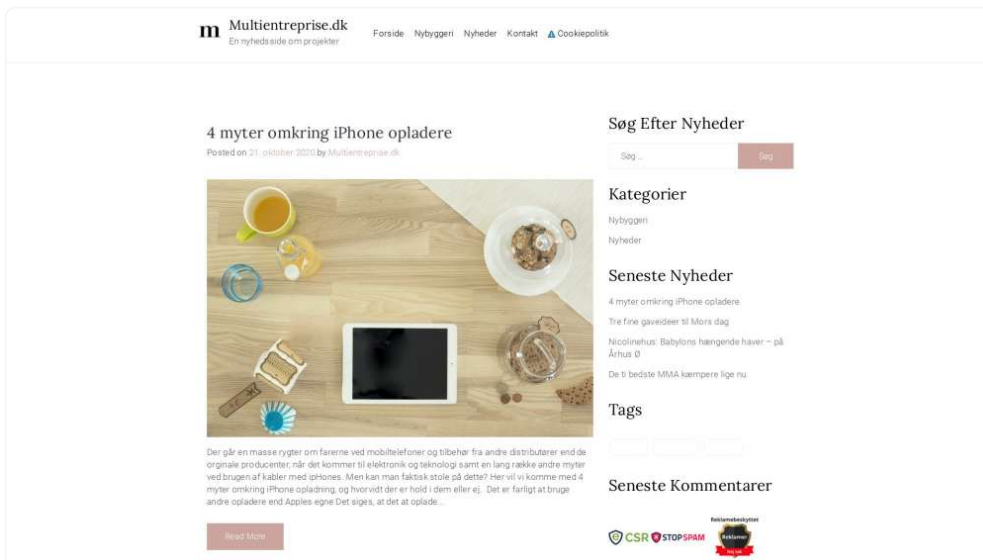 m
Multientreprise.dk
En nyhedsside om projekter
Forside Nybyggeri Nyheder Kontakt Cookiepolitik
4 myter omkring iPhone opladere
Posted on 21. oktober 2020 by Multientreprise.dk
Der går en masse rygter om farerne ved mobiltelefoner og tilbehør fra andre distributører end de
orginale producenter, når det kommer til elektronik og teknologi samt en lang række andre myter
ved brugen af kabler med ipHones. Men kan man faktisk stole på dette? Her vil vi komme med 4
myter omkring iPhone opladning, og hvorvidt der er hold i dem eller ej. Det er farligt at bruge
andre opladere end Apples egne Det siges, at det at oplade...
Read More
Søg Efter Nyheder
Søg ...
Søg
Kategorier
Nybyggeri
Nyheder
Seneste Nyheder
4 myter omkring iPhone opladere
Tre fine gaveideer til Mors dag
Nicolinehus: Babylons hængende haver – på
Århus Ø
De ti bedste MMA kæmpere lige nu
Tags
Seneste Kommentarer
CSR STOPSPAM
Reklamebeskyttet
Reklamer
Nej tak